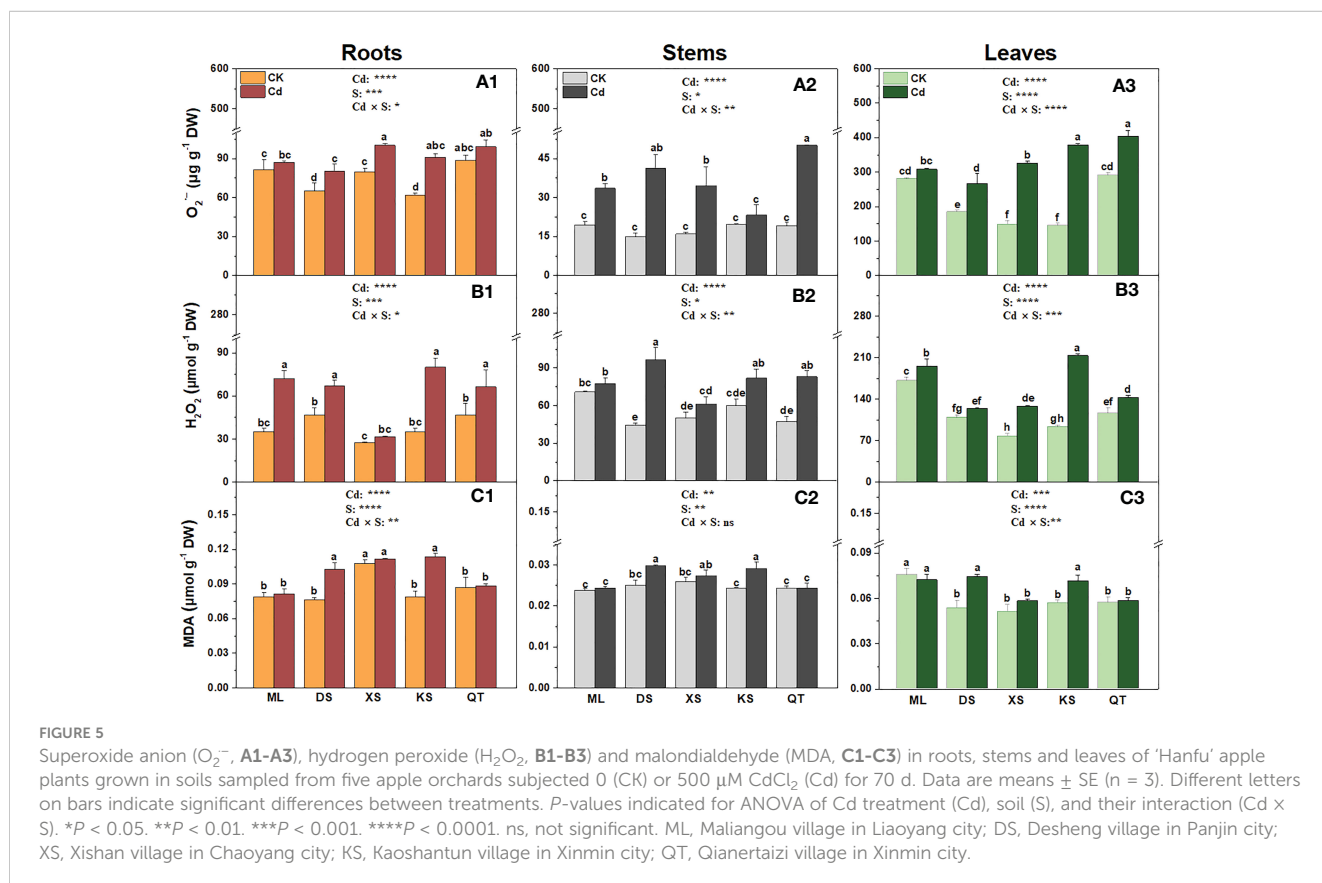 Roots Stems Leaves
600 CK Cd Cd: **** S: *** Cd × S: * A1
600 CK Cd Cd: **** S: * Cd × S: ** A2
600 CK Cd Cd: **** S: **** Cd × S: **** A3
O2·− (µg g-1 DW)
500 90 60 30 0
c bc d c c a d abc abc ab
500 45 30 15 0
c b c a c b c c c a
500 400 300 200 100 0
cd bc e d f b f a cd a
H2O2 (µmol g-1 DW)
Cd: **** S: *** Cd × S: * B1
280 90 60 30 0
bc a b a c bc bc a b a
Cd: **** S: * Cd × S: ** B2
280 90 60 30 0
bc b e a de cd cde ab de ab
Cd: **** S: **** Cd × S: *** B3
280 210 140 70 0
c b fg ef h de gh a ef d
MDA (µmol g-1 DW)
Cd: **** S: **** Cd × S: ** C1
0.15 0.12 0.09 0.06 0.03 0.00
b b b a a a b a b b
Cd: ** S: ** Cd × S: ns C2
0.15 0.03 0.02 0.01 0.00
c c bc a bc ab c a c c
Cd: *** S: **** Cd × S:** C3
0.15 0.09 0.06 0.03 0.00
a a b a b b b a b b
ML DS XS KS QT ML DS XS KS QT ML DS XS KS QT
FIGURE 5
Superoxide anion (O2·−, A1-A3), hydrogen peroxide (H2O2, B1-B3) and malondialdehyde (MDA, C1-C3) in roots, stems and leaves of ‘Hanfu’ apple
plants grown in soils sampled from five apple orchards subjected 0 (CK) or 500 µM CdCl2 (Cd) for 70 d. Data are means ± SE (n = 3). Different letters
on bars indicate significant differences between treatments. P-values indicated for ANOVA of Cd treatment (Cd), soil (S), and their interaction (Cd ×
S). *P < 0.05. **P < 0.01. ***P < 0.001. ****P < 0.0001. ns, not significant. ML, Maliangou village in Liaoyang city; DS, Desheng village in Panjin city;
XS, Xishan village in Chaoyang city; KS, Kaoshantun village in Xinmin city; QT, Qianertaizi village in Xinmin city.